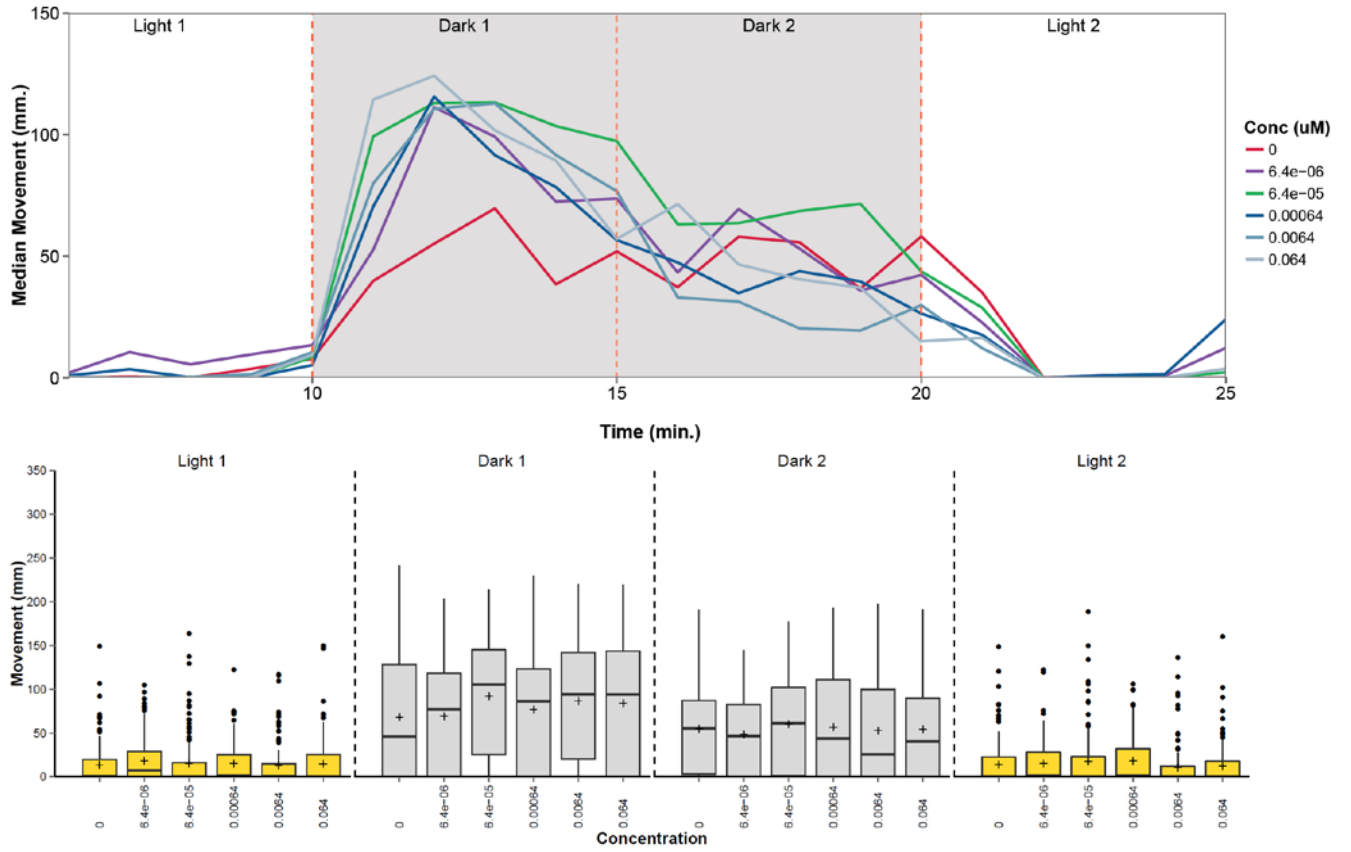 150
Light 1
Dark 1
Dark 2
Light 2
100
50
0
Median Movement (mm.)
10
15
20
25
Time (min.)
Conc (uM)
0
6.4e−06
6.4e−05
0.00064
0.0064
0.064
Light 1
Dark 1
Dark 2
Light 2
350
300
250
200
150
100
50
0
Movement (mm)
0
6.4e-06
6.4e-05
0.00064
0.0064
0.064
0
6.4e-06
6.4e-05
0.00064
0.0064
0.064
0
6.4e-06
6.4e-05
0.00064
0.0064
0.064
0
6.4e-06
6.4e-05
0.00064
0.0064
0.064
Concentration